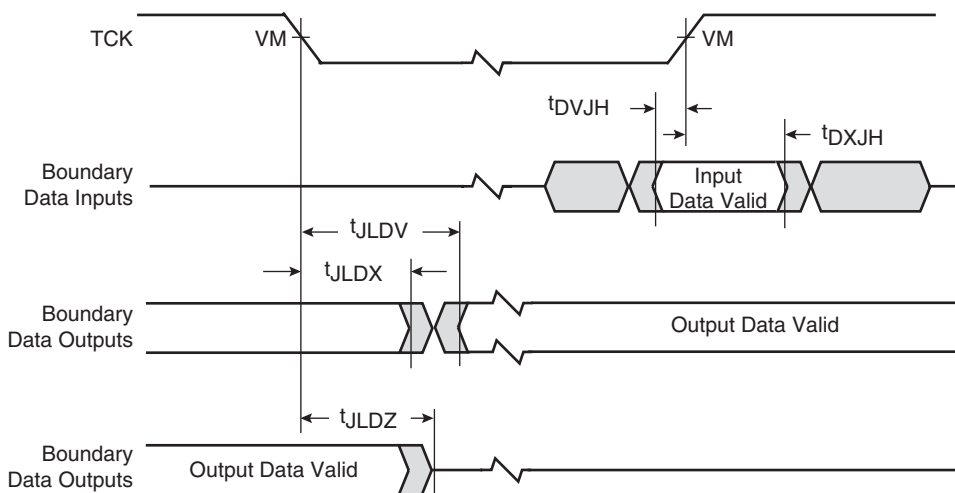 TCK
VM
VM
tDVJH
tDXJH
Boundary
Data Inputs
Input
Data Valid
tJLDV
tJLDX
Boundary
Data Outputs
Output Data Valid
tJLDZ
Boundary
Data Outputs
Output Data Valid